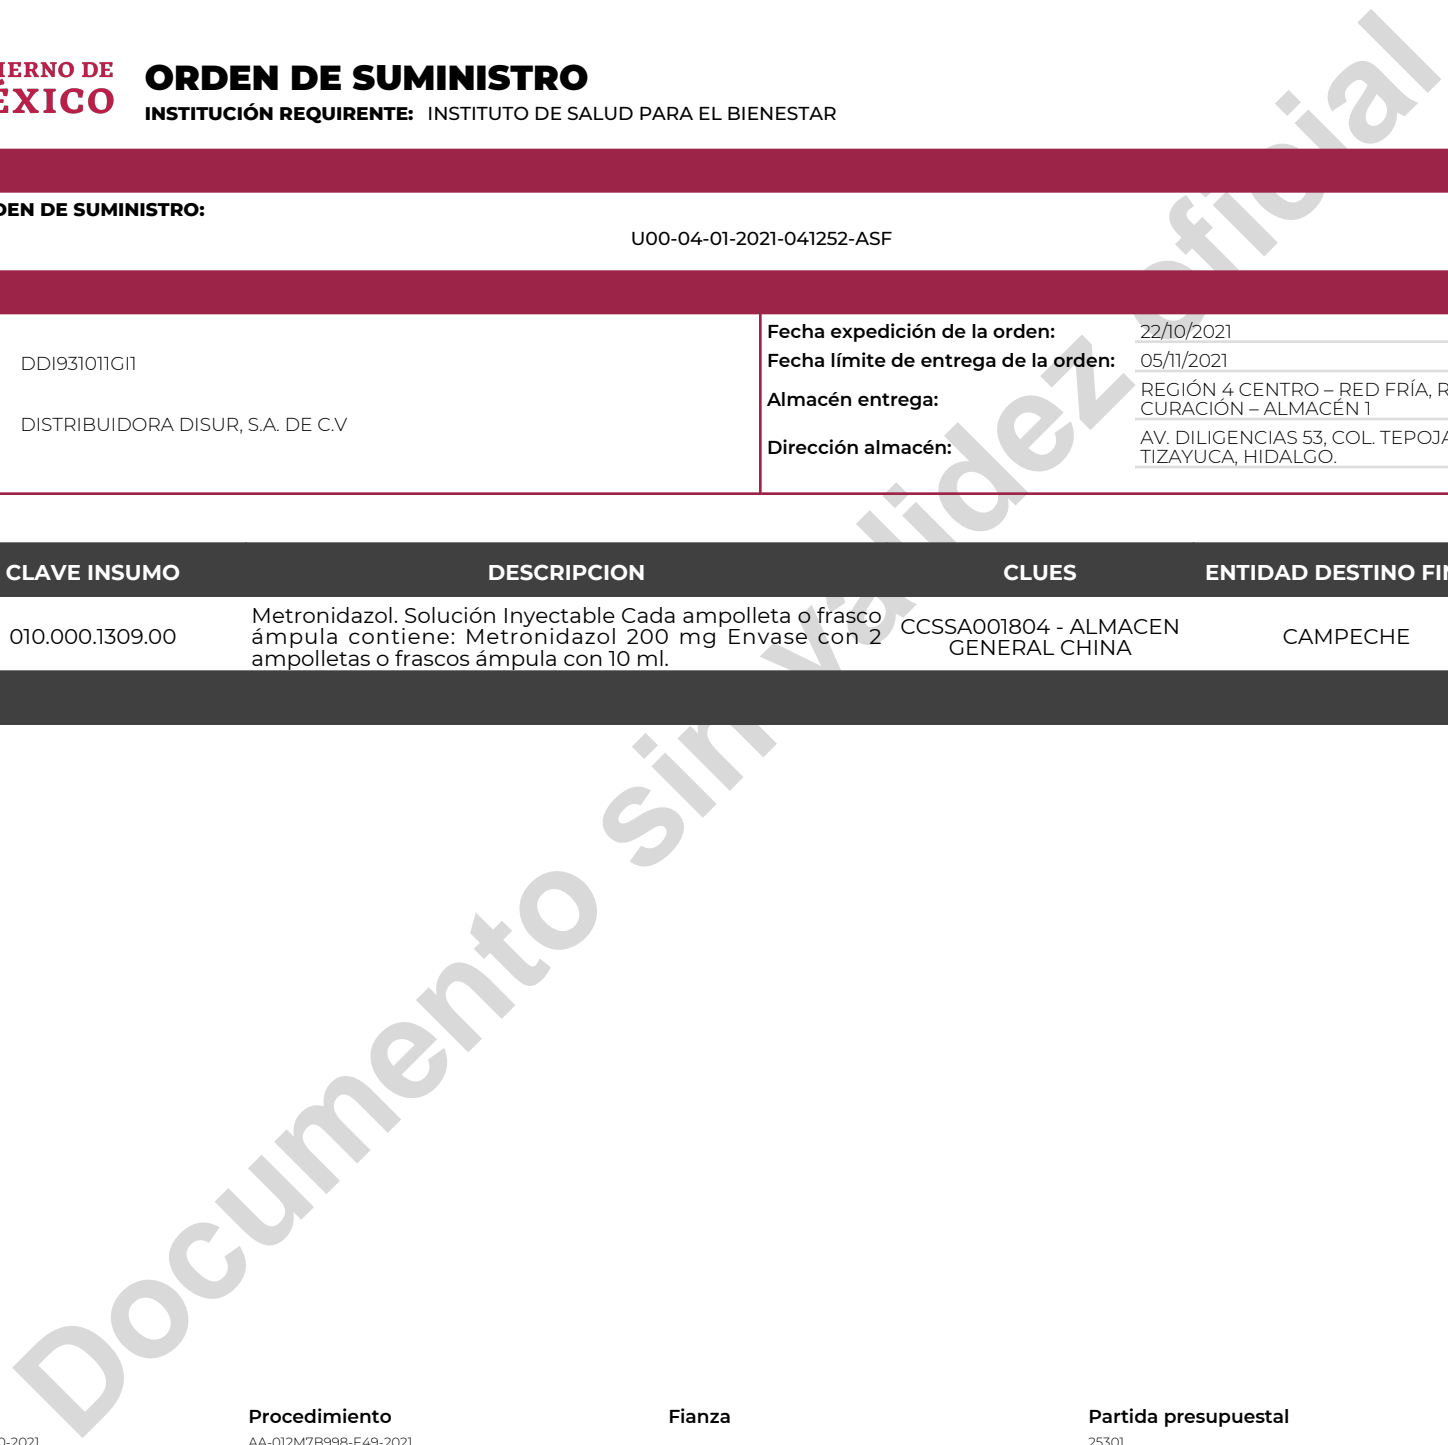 ORDEN DE SUMINISTRO
INSTITUCIÓN REQUIRENTE: INSTITUTO DE SALUD PARA EL BIENESTAR
IERNO DE
ÉXICO
DEN DE SUMINISTRO:
U00-04-01-2021-041252-ASF
DDI931011GI1
DISTRIBUIDORA DISUR, S.A. DE C.V
Fecha expedición de la orden: 22/10/2021
Fecha límite de entrega de la orden: 05/11/2021
Almacén entrega: REGIÓN 4 CENTRO – RED FRÍA, R
CURACIÓN – ALMACÉN 1
Dirección almacén: AV. DILIGENCIAS 53, COL. TEPOJA
TIZAYUCA, HIDALGO.
CLAVE INSUMO DESCRIPCION CLUES ENTIDAD DESTINO FIN
010.000.1309.00
Metronidazol. Solución Inyectable Cada ampolleta o frasco
ámpula contiene: Metronidazol 200 mg Envase con 2
ampolletas o frascos ámpula con 10 ml.
CCSSA001804 - ALMACEN
GENERAL CHINA
CAMPECHE
Documento sin validez oficial
Procedimiento Fianza Partida presupuestal
0-2021 AA-012M7B998-E49-2021 25301